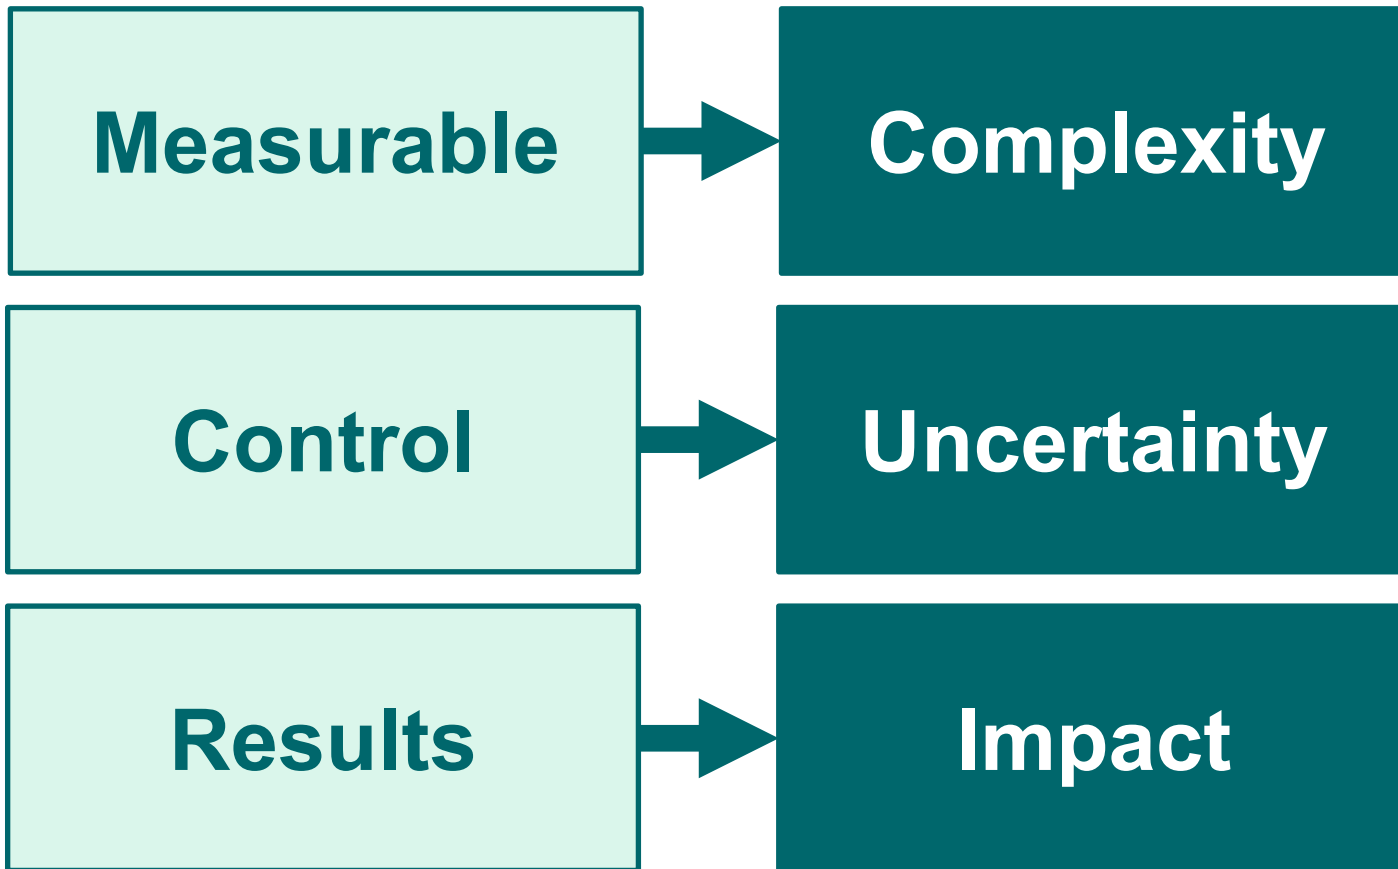 Measurable
Complexity
Control
Uncertainty
Results
Impact